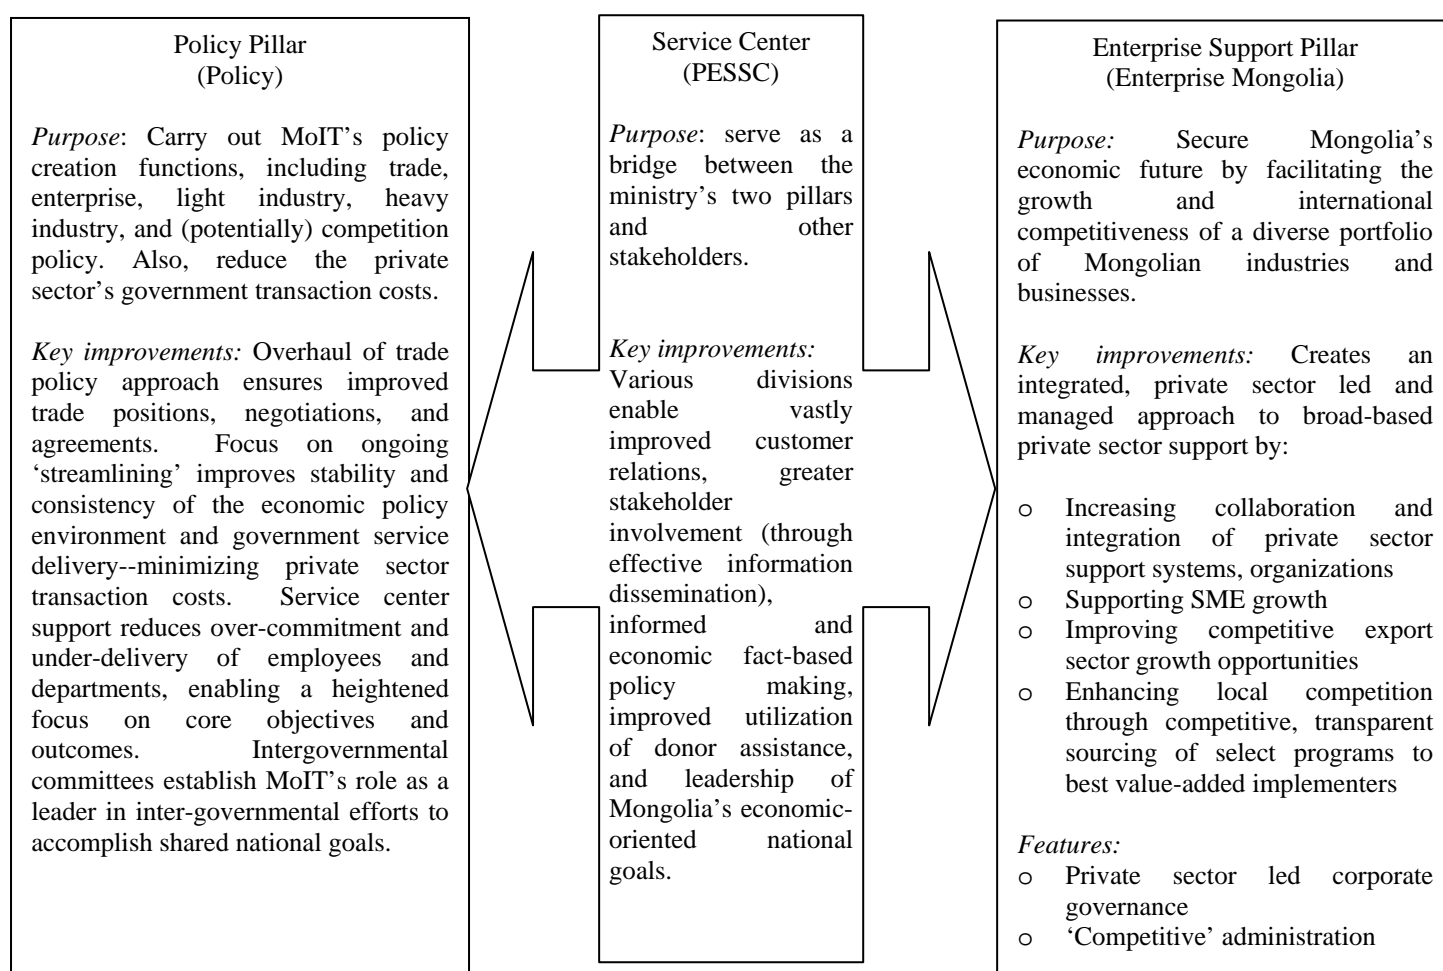 Policy Pillar
(Policy)
Purpose: Carry out MoIT’s policy
creation functions, including trade,
enterprise, light industry, heavy
industry, and (potentially) competition
policy. Also, reduce the private
sector’s government transaction costs.
Key improvements: Overhaul of trade
policy approach ensures improved
trade positions, negotiations, and
agreements. Focus on ongoing
‘streamlining’ improves stability and
consistency of the economic policy
environment and government service
delivery--minimizing private sector
transaction costs. Service center
support reduces over-commitment and
under-delivery of employees and
departments, enabling a heightened
focus on core objectives and
outcomes. Intergovernmental
committees establish MoIT’s role as a
leader in inter-governmental efforts to
accomplish shared national goals.
Service Center
(PESSC)
Purpose: serve as a
bridge between the
ministry’s two pillars
and other
stakeholders.
Key improvements:
Various divisions
enable vastly
improved customer
relations, greater
stakeholder
involvement (through
effective information
dissemination),
informed and
economic fact-based
policy making,
improved utilization
of donor assistance,
and leadership of
Mongolia’s economic-
oriented national
goals.
Enterprise Support Pillar
(Enterprise Mongolia)
Purpose: Secure Mongolia’s
economic future by facilitating the
growth and international
competitiveness of a diverse portfolio
of Mongolian industries and
businesses.
Key improvements: Creates an
integrated, private sector led and
managed approach to broad-based
private sector support by:
o Increasing collaboration and
integration of private sector
support systems, organizations
o Supporting SME growth
o Improving competitive export
sector growth opportunities
o Enhancing local competition
through competitive, transparent
sourcing of select programs to
best value-added implementers
Features:
o Private sector led corporate
governance
o ‘Competitive’ administration